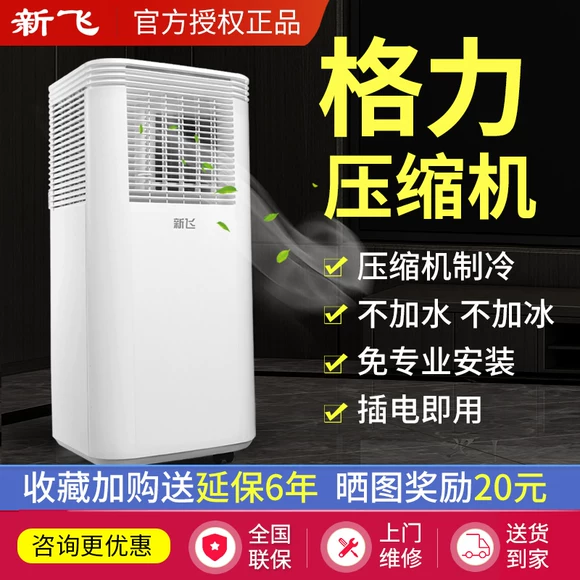 新飞 官方授权正品
格力
压缩机
新飞
压缩机制冷
不加水 不加冰
免专业安装
插电即用
收藏加购送延保6年 晒图奖励20元
咨询更优惠
全国
联保
上门
维修
送货
到家